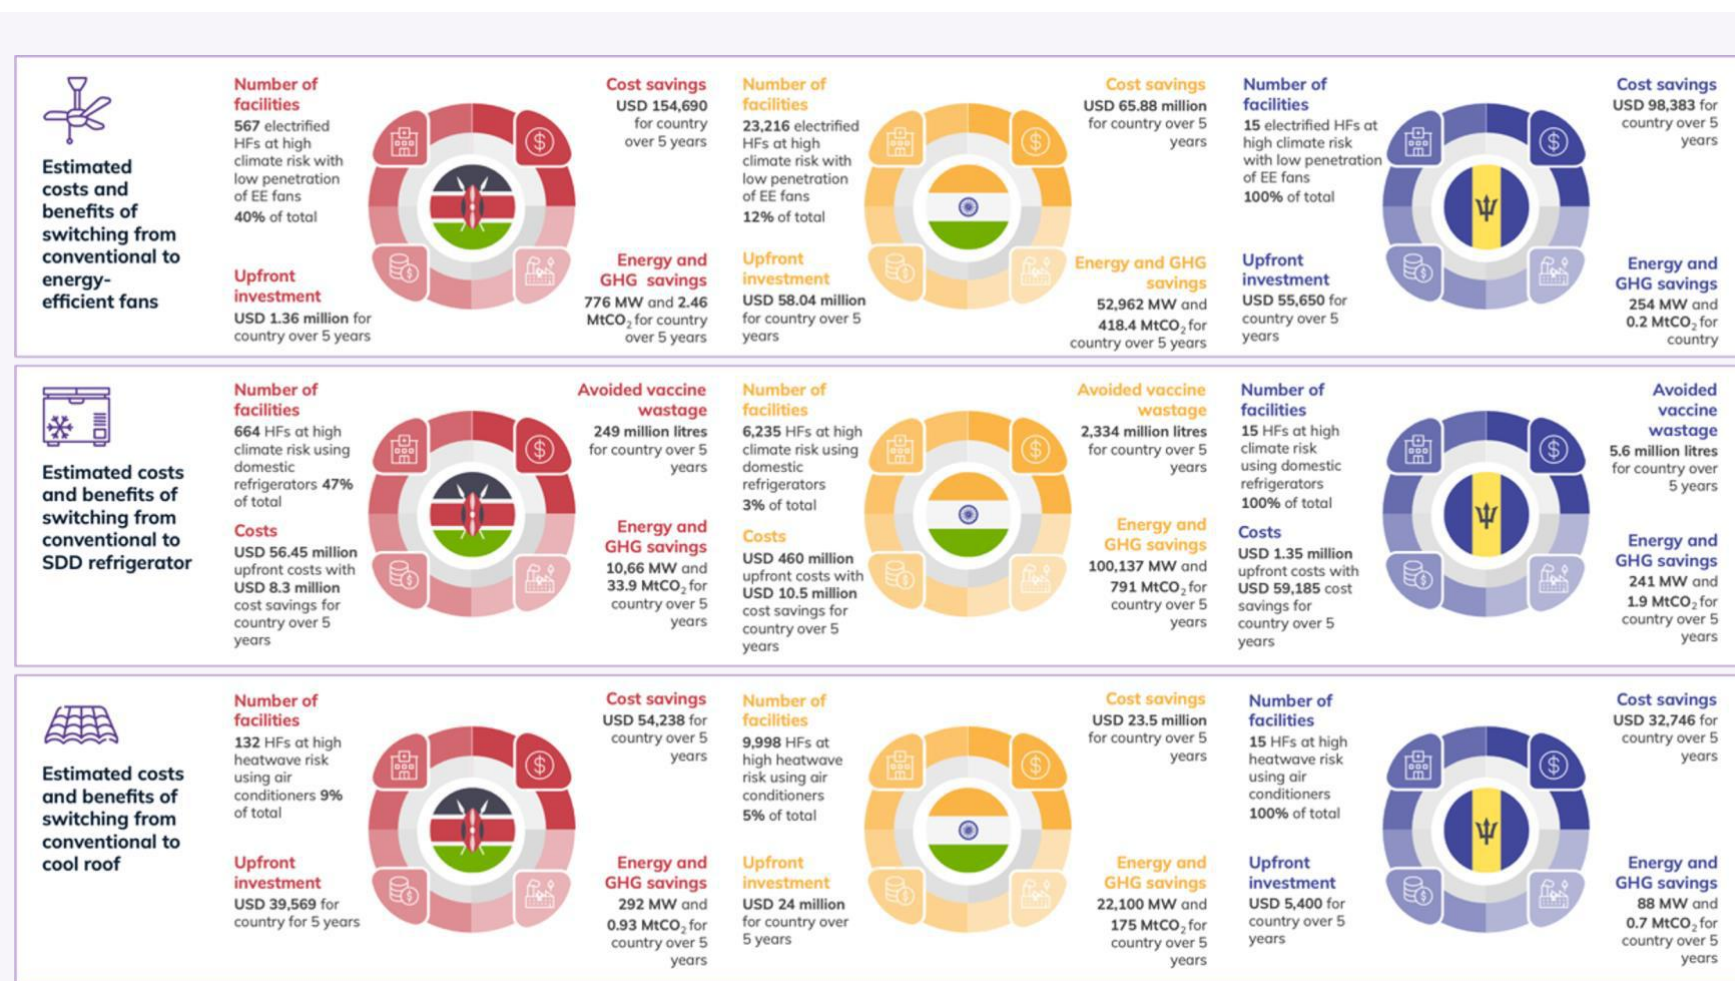 Estimated
costs and
benefits of
switching from
conventional to
energy-
efficient fans
Number of
facilities
567 electrified
HFs at high
climate risk with
low penetration
of EE fans
40% of total
Upfront
investment
USD 1.36 million for
country over 5 years
Cost savings
USD 154,690
for country
over 5 years
Energy and
GHG savings
776 MW and 2.46
MtCO₂ for country
over 5 years
Number of
facilities
23,216 electrified
HFs at high
climate risk with
low penetration
of EE fans
12% of total
Upfront
investment
USD 58.04 million
for country over 5
years
Cost savings
USD 65.88 million
for country over 5
years
Energy and GHG
savings
52,962 MW and
418.4 MtCO₂ for
country over 5 years
Number of
facilities
15 electrified HFs at
high climate risk
with low penetration
of EE fans
100% of total
Upfront
investment
USD 55,650 for
country over 5
years
Cost savings
USD 98,383 for
country over 5
years
Energy and
GHG savings
254 MW and
0.2 MtCO₂ for
country
Estimated costs
and benefits of
switching from
conventional to
SDD refrigerator
Number of
facilities
664 HFs at high
climate risk using
domestic
refrigerators 47%
of total
Costs
USD 56.45 million
upfront costs with
USD 8.3 million
cost savings for
country over 5
years
Avoided vaccine
wastage
249 million litres
for country over 5
years
Energy and
GHG savings
10,66 MW and
33.9 MtCO₂ for
country over 5
years
Number of
facilities
6,235 HFs at high
climate risk using
domestic
refrigerators
3% of total
Costs
USD 460 million
upfront costs with
USD 10.5 million
cost savings for
country over 5
years
Avoided vaccine
wastage
2,334 million litres
for country over 5
years
Energy and
GHG savings
100,137 MW and
791 MtCO₂ for
country over 5
years
Number of
facilities
15 HFs at high
climate risk
using domestic
refrigerators
100% of total
Costs
USD 1.35 million
upfront costs with
USD 59,185 cost
savings for
country over 5
years
Avoided
vaccine
wastage
5.6 million litres
for country over
5 years
Energy and
GHG savings
241 MW and
1.9 MtCO₂ for
country over 5
years
Estimated costs
and benefits of
switching from
conventional to
cool roof
Number of
facilities
132 HFs at high
heatwave risk
using air
conditioners 9%
of total
Upfront
investment
USD 39,569 for
country for 5 years
Cost savings
USD 54,238 for
country over 5
years
Energy and
GHG savings
292 MW and
0.93 MtCO₂ for
country over 5
years
Number of
facilities
9,998 HFs at
high heatwave
risk using air
conditioners
5% of total
Upfront
investment
USD 24 million
for country over
5 years
Cost savings
USD 23.5 million
for country over 5
years
Energy and
GHG savings
22,100 MW and
175 MtCO₂ for
country over 5
years
Number of
facilities
15 HFs at high
heatwave risk
using air
conditioners
100% of total
Upfront
investment
USD 5,400 for
country over 5
years
Cost savings
USD 32,746 for
country over 5
years
Energy and
GHG savings
88 MW and
0.7 MtCO₂ for
country over 5
years